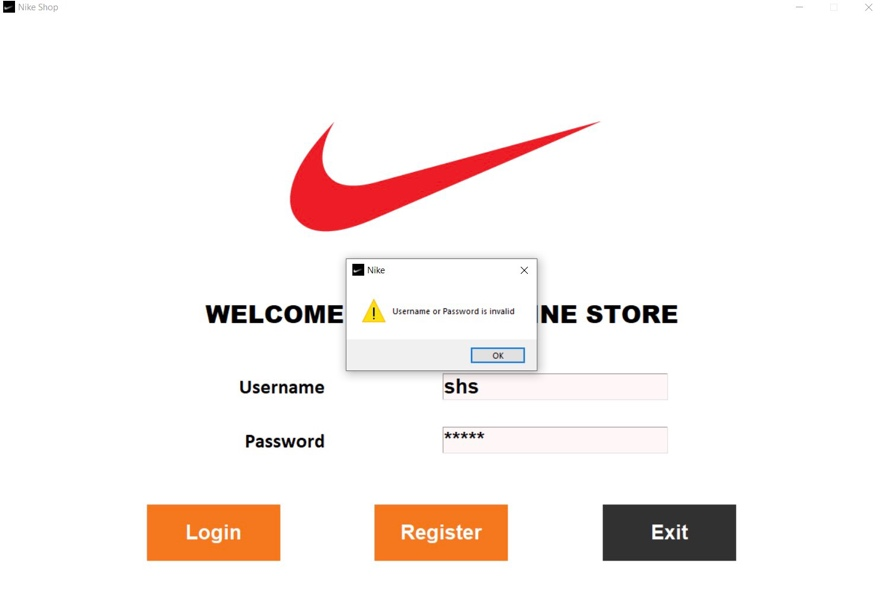 Nike Shop
Nike
Username or Password is invalid
OK
WELCOME NE STORE
Username shs
Password *****
Login Register Exit